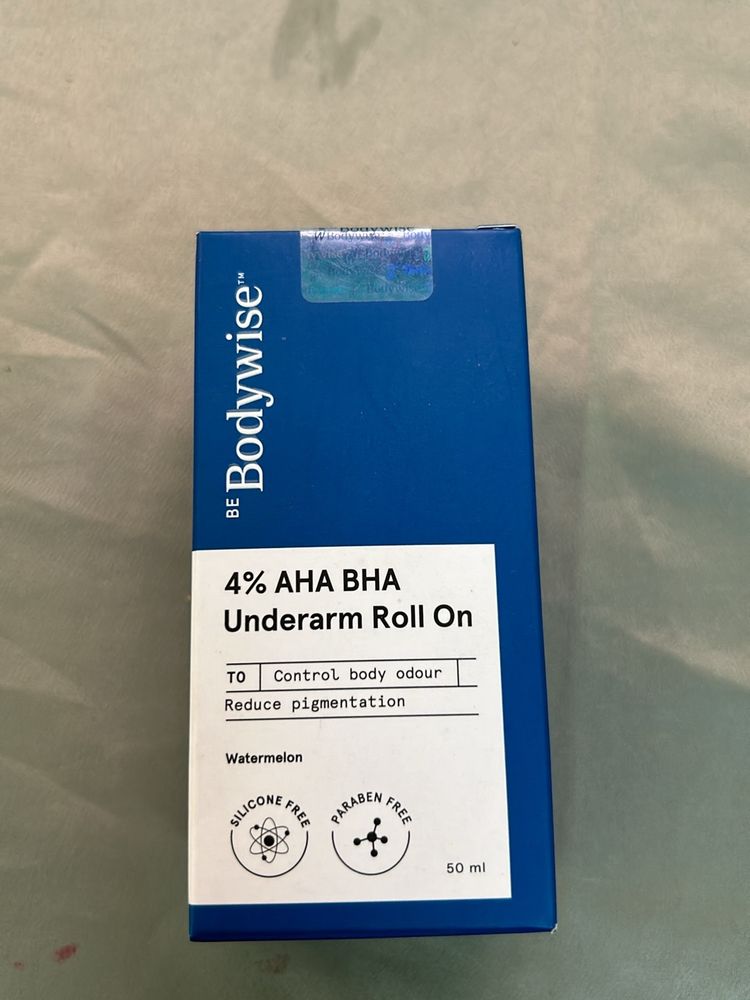 Bodywise
BE Bodywise™
4% AHA BHA
Underarm Roll On
TO Control body odour
Reduce pigmentation
Watermelon
SILICONE FREE
PARABEN FREE
50 ml